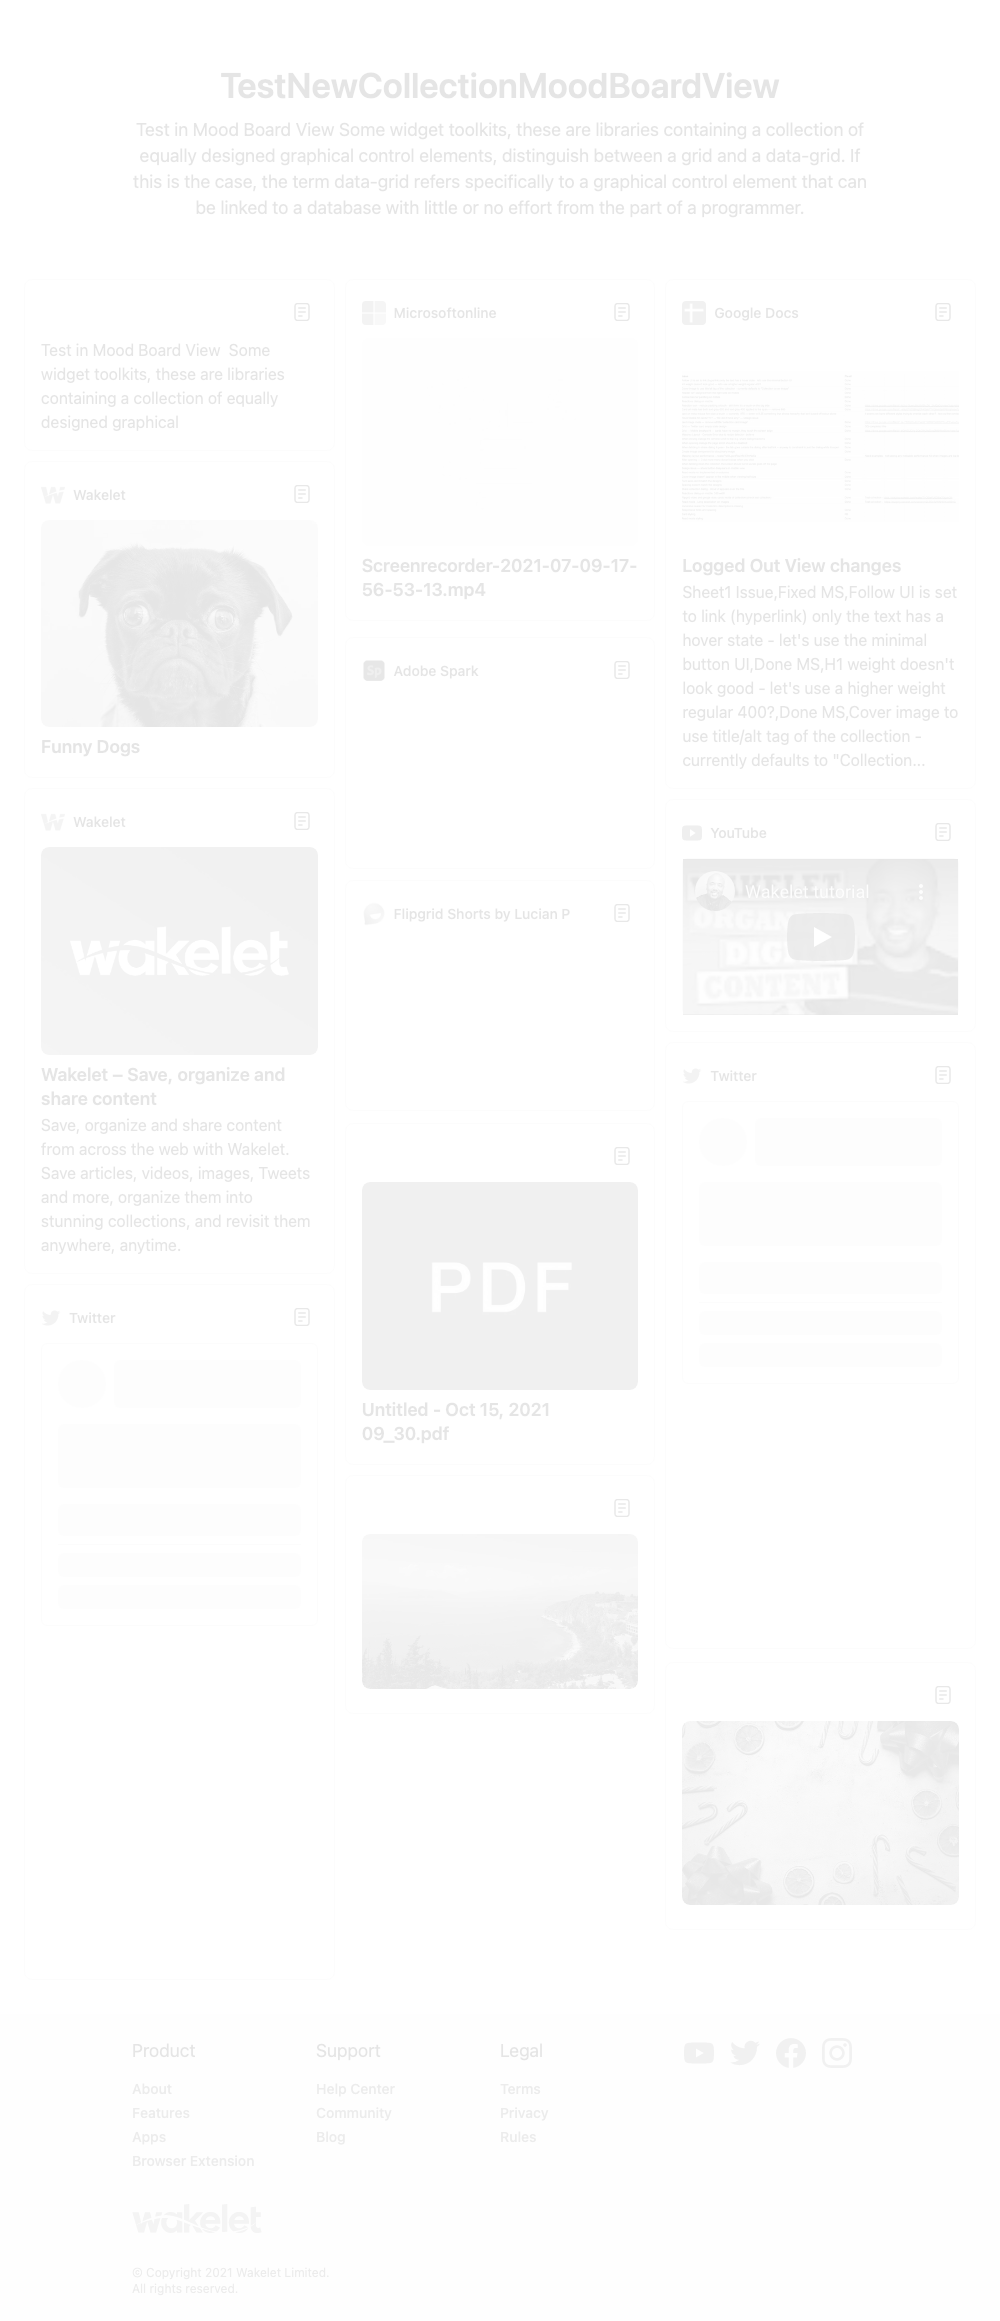 TestNewCollectionMoodBoardView
Test in Mood Board View Some widget toolkits, these are libraries containing a collection of
equally designed graphical control elements, distinguish between a grid and a data-grid. If
this is the case, the term data-grid refers specifically to a graphical control element that can
be linked to a database with little or no effort from the part of a programmer.
Test in Mood Board View  Some
widget toolkits, these are libraries
containing a collection of equally
designed graphical
Wakelet
Funny Dogs
Wakelet
wakelet
Wakelet – Save, organize and
share content
Save, organize and share content
from across the web with Wakelet.
Save articles, videos, images, Tweets
and more, organize them into
stunning collections, and revisit them
anywhere, anytime.
Twitter
Microsoftonline
Screenrecorder-2021-07-09-17-
56-53-13.mp4
Adobe Spark
Sp
Flipgrid Shorts by Lucian P
PDF
Untitled - Oct 15, 2021
09_30.pdf
Google Docs
Logged Out View changes
Sheet1 Issue,Fixed MS,Follow UI is set
to link (hyperlink) only the text has a
hover state - let's use the minimal
button UI,Done MS,H1 weight doesn't
look good - let's use a higher weight
regular 400?,Done MS,Cover image to
use title/alt tag of the collection -
currently defaults to "Collection...
YouTube
Wakelet tutorial
ORGAN
DIGI
CONTENT
Twitter
Product
About
Features
Apps
Browser Extension
Support
Help Center
Community
Blog
Legal
Terms
Privacy
Rules
wakelet
© Copyright 2021 Wakelet Limited.
All rights reserved.